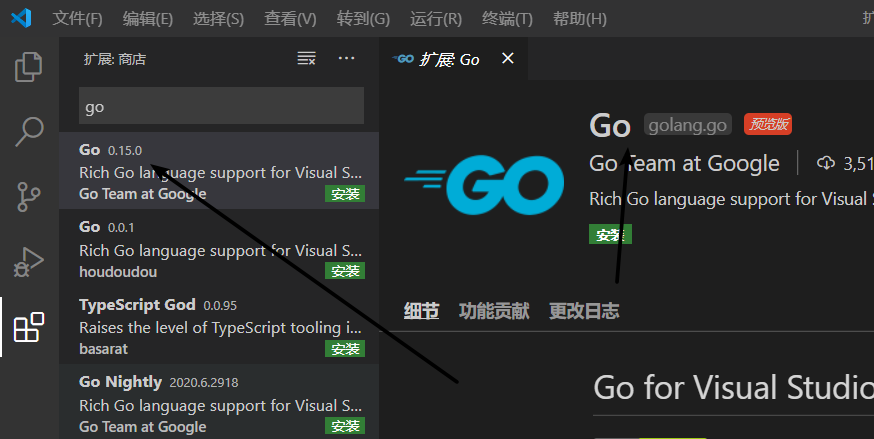 文件(F) 编辑(E) 选择(S) 查看(V) 转到(G) 运行(R) 终端(T) 帮助(H)
扩展: 商店
go
Go 0.15.0
Rich Go language support for Visual S...
Go Team at Google 安装
Go 0.0.1
Rich Go language support for Visual S...
houdoudou 安装
TypeScript God 0.0.95
Raises the level of TypeScript tooling i...
basarat 安装
Go Nightly 2020.6.2918
Rich Go language support for Visual S...
Go Team at Google 安装
GO 扩展: Go
GO
Go golang.go 预览版
Go Team at Google 3,51
Rich Go language support for Visual
安装
细节 功能贡献 更改日志
Go for Visual Studio